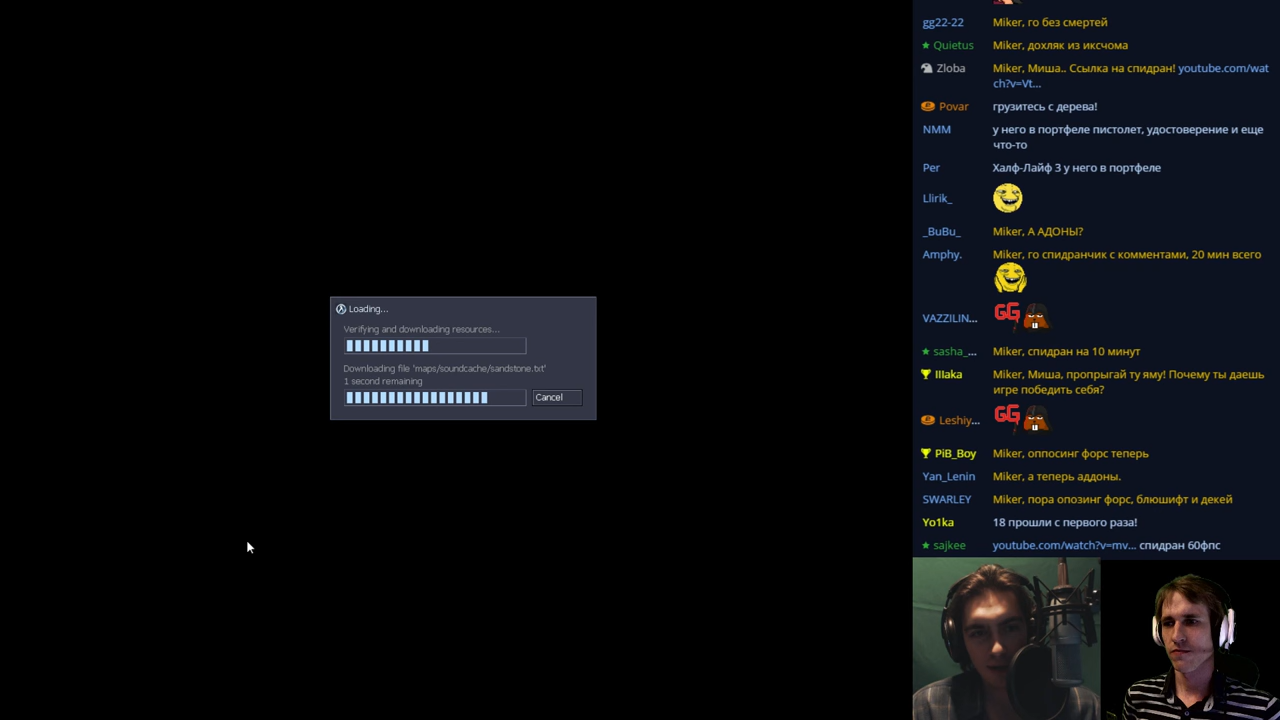 Loading...
Verifying and downloading resources...
Downloading file 'maps/soundcache/sandstone.txt'
1 second remaining
Cancel
gg22-22 Miker, го без смертей
Quietus Miker, дохляк из иксчома
Zloba Miker, Миша.. Ссылка на спидран! youtube.com/wat
ch?v=Vt...
Povar грузитесь с дерева!
NMM у него в портфеле пистолет, удостоверение и еще
что-то
Per Халф-Лайф 3 у него в портфеле
Llirik_
_BuBu_ Miker, А АДОНЫ?
Amphy. Miker, го спидранчик с комментами, 20 мин всего
VAZZILIN... GG
sasha_... Miker, спидран на 10 минут
IIIaka Miker, Миша, пропрыгай ту яму! Почему ты даешь
игре победить себя?
Leshiy... GG
PiB_Boy Miker, оппосинг форс теперь
Yan_Lenin Miker, а теперь аддоны.
SWARLEY Miker, пора опозинг форс, блюшифт и декей
Yo1ka 18 прошли с первого раза!
sajkee youtube.com/watch?v=mv... спидран 60фпс